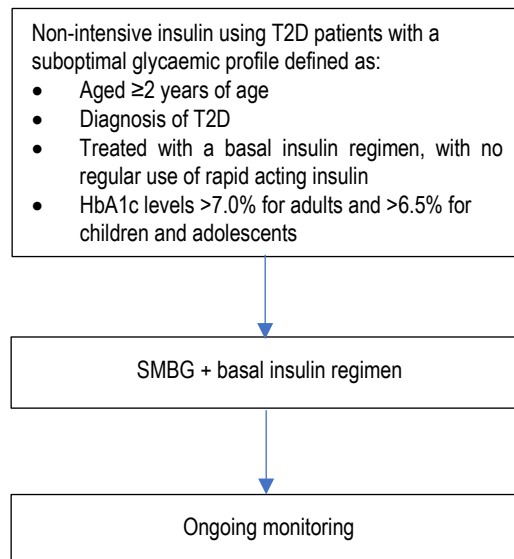 Non-intensive insulin using T2D patients with a
suboptimal glycaemic profile defined as:
• Aged ≥2 years of age
• Diagnosis of T2D
• Treated with a basal insulin regimen, with no
regular use of rapid acting insulin
• HbA1c levels >7.0% for adults and >6.5% for
children and adolescents
SMBG + basal insulin regimen
Ongoing monitoring